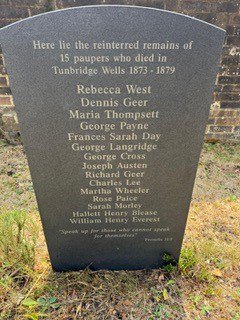 Here lie the reinterred remains of
15 paupers who died in
Tunbridge Wells 1873 - 1879
Rebecca West
Dennis Geer
Maria Thompsett
George Payne
Frances Sarah Day
George Langridge
George Cross
Joseph Austen
Richard Geer
Charles Lee
Martha Wheeler
Rose Paice
Sarah Morley
Hallett Henry Blease
William Henry Everest
"Speak up for those who cannot speak
for themselves"
Proverbs 31:8